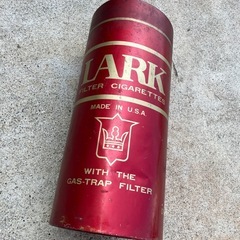 LARK
FILTER CIGARETTES
MADE IN U.S.A.
WITH THE
GAS-TRAP FILTER